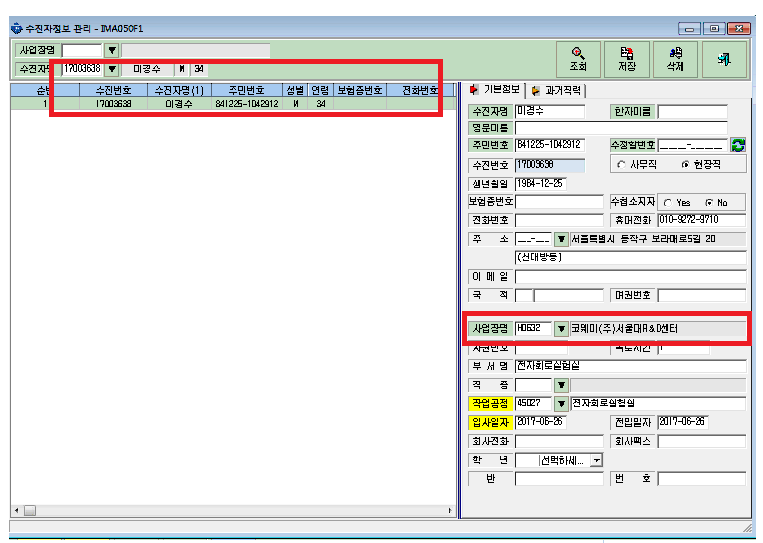 수진자정보 관리 - IMA050F1
사업장명
수진자명 17003638 미경수 M 34
조회 저장 삭제
수진번호 수진자명(1) 주민번호 성별 연령 보험증번호 전화번호
1 17003638 미경수 841225-1042912 M 34
기본정보 과거직력
수진자명 미경수 한자이름
영문이름
주민번호 841225-1042912 수정할번호 ______-_______
수진번호 17003638 사무직 현장직
생년월일 1984-12-25
보험증번호 수첩소지자 Yes No
전화번호 휴대전화 010-9272-9710
주 소 ___-___ 서울특별시 동작구 보라매로5길 20
(신대방동)
이 메 일
국 적 여권번호
사업장명 H0632 코웨이(주)서울대R&D센터
사원번호 폭로시간 1
부 서 명 전자회로실험실
직 종
작업공정 45027 전자회로실험실
입사일자 2017-06-26 전입일자 2017-06-26
회사전화 회사팩스
학 년 선택하세...
반 번 호